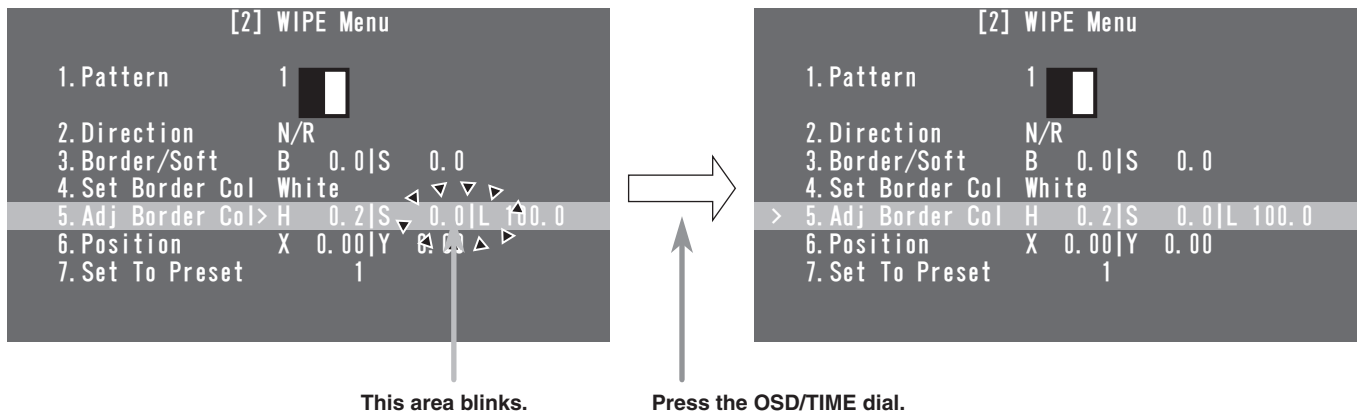 [2] WIPE Menu
1. Pattern 1
2. Direction N/R
3. Border/Soft B 0.0|S 0.0
4. Set Border Col White
5. Adj Border Col> H 0.2|S 0.0|L 100.0
6. Position X 0.00|Y 0.00
7. Set To Preset 1
This area blinks.
Press the OSD/TIME dial.
[2] WIPE Menu
1. Pattern 1
2. Direction N/R
3. Border/Soft B 0.0|S 0.0
4. Set Border Col White
> 5. Adj Border Col H 0.2|S 0.0|L 100.0
6. Position X 0.00|Y 0.00
7. Set To Preset 1